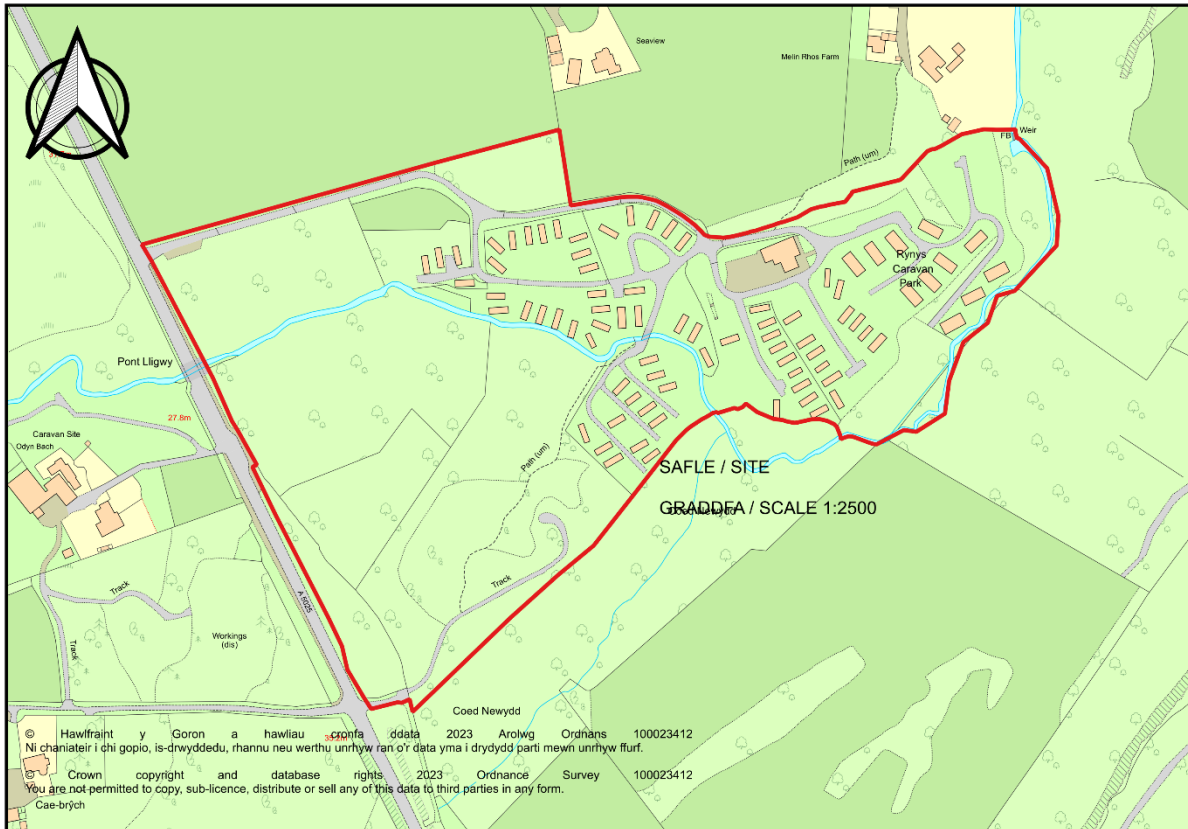 Seaview
Melin Rhos Farm
FB Weir
Path (um)
Rynys
Caravan
Park
Pont Lligwy
27.8m
Caravan Site
Odyn Bach
Path (um)
SAFLE / SITE
GRADDFA / SCALE 1:2500
Coed Newydd
Track
A 5025
Track
Workings
(dis)
Track
Coed Newydd
© Hawlfraint y Goron a hawliau cronfa ddata 2023 Arolwg Ordnans 100023412
Ni chaniateir i chi gopio, is-drwyddedu, rhannu neu werthu unrhyw ran o'r data yma i drydydd parti mewn unrhyw ffurf.
© Crown copyright and database rights 2023 Ordnance Survey 100023412
You are not permitted to copy, sub-licence, distribute or sell any of this data to third parties in any form.
Cae-brŷch